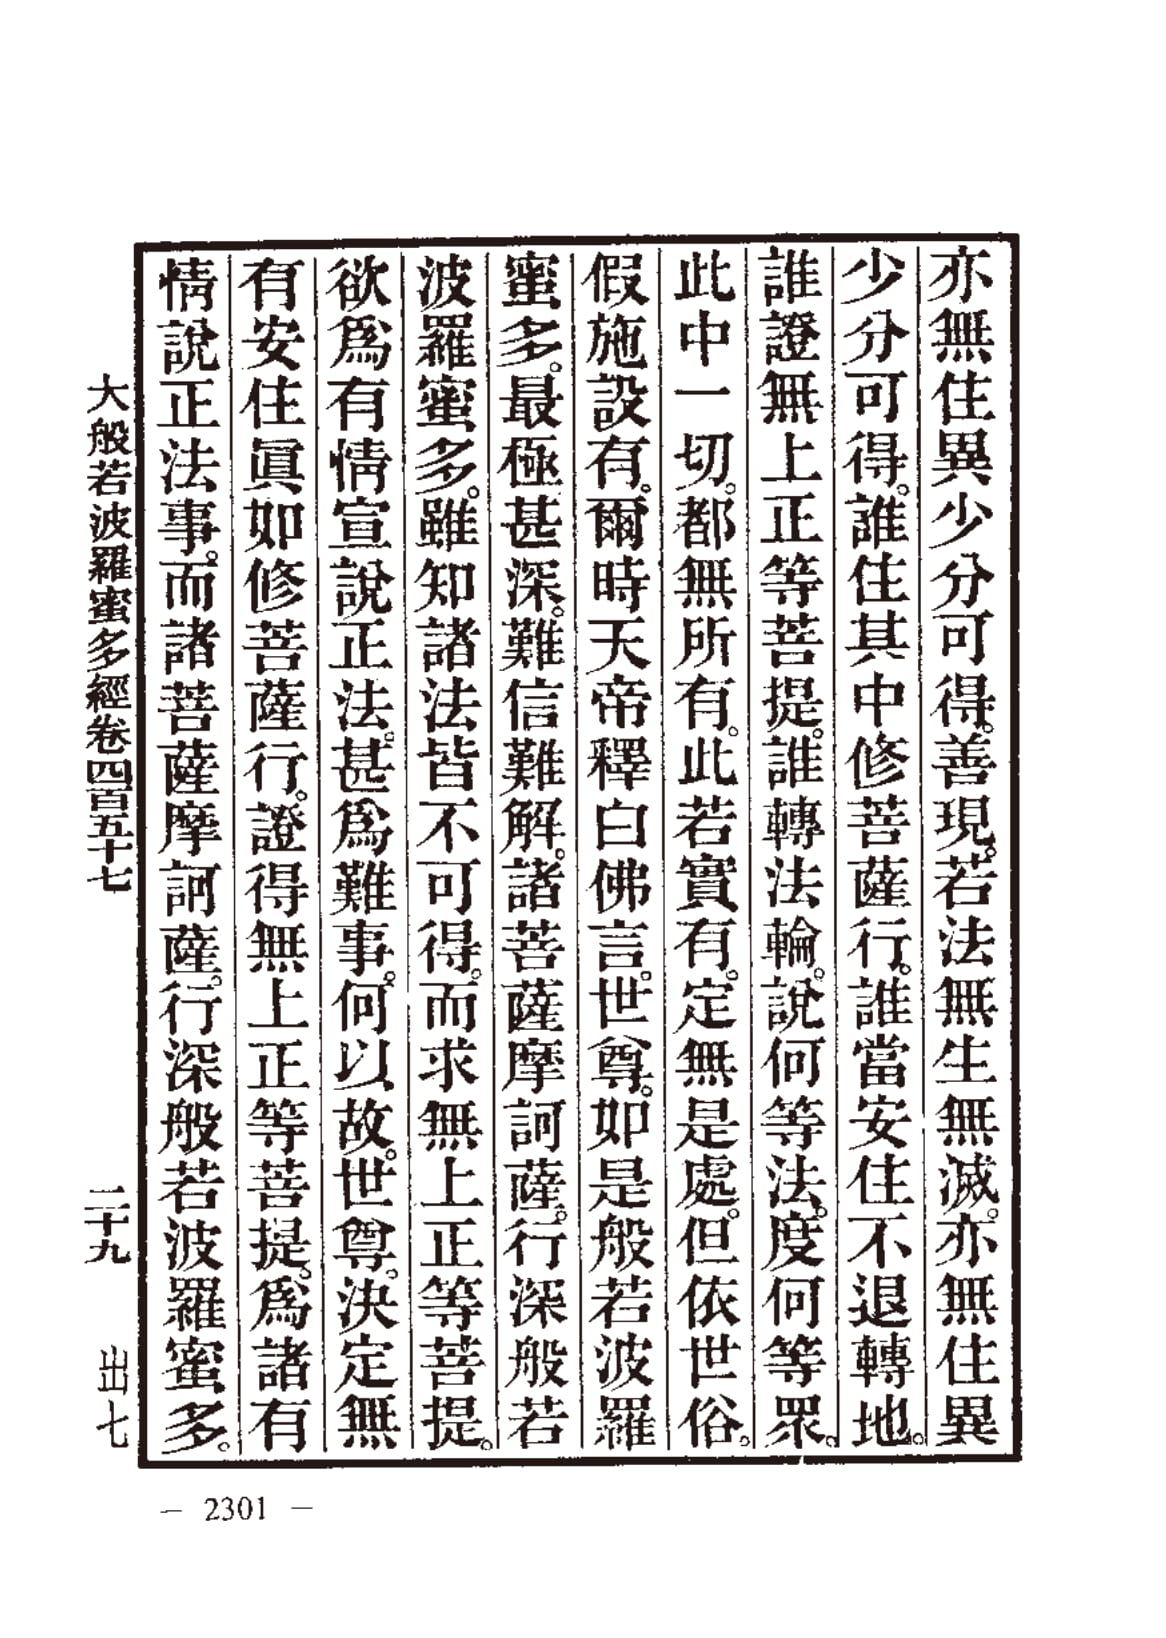 亦無住異少分可得。善現。若法無生無滅。亦無住異
少分可得。誰住其中修菩薩行。誰當安住不退轉地。
誰證無上正等菩提。誰轉法輪。說何等法。度何等眾。
此中一切。都無所有。此若實有。定無是處。但依世俗。
假施設有。爾時天帝釋白佛言。世尊。如是般若波羅
蜜多。最極甚深。難信難解。諸菩薩摩訶薩。行深般若
波羅蜜多。雖知諸法皆不可得。而求無上正等菩提。
欲為有情宣說正法。甚為難事。何以故。世尊。決定無
有安住眞如修菩薩行。證得無上正等菩提。為諸有
情說正法事。而諸菩薩摩訶薩。行深般若波羅蜜多。
大般若波羅蜜多經卷四百五十七 二十九 出七
— 2301 —